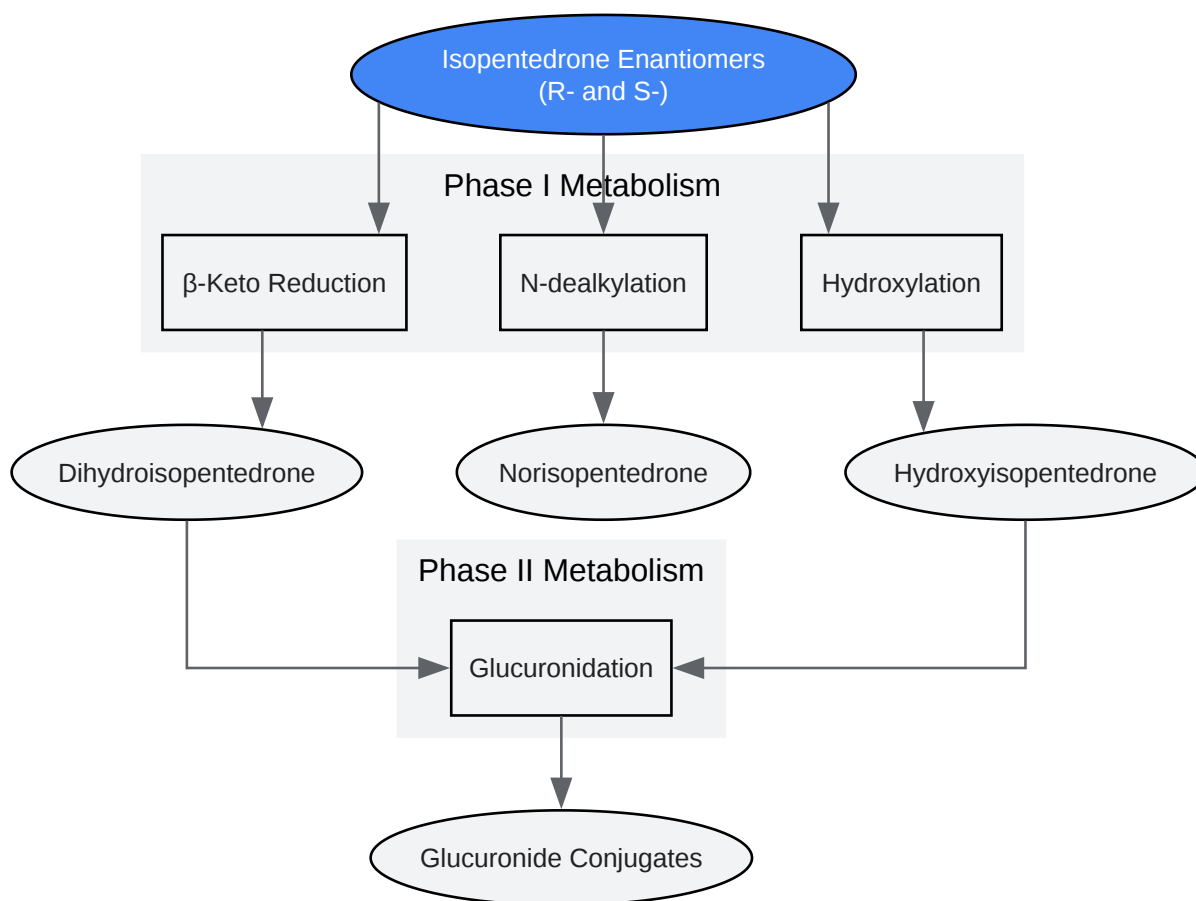 Isopentedrone Enantiomers
(R- and S-)
Phase I Metabolism
β-Keto Reduction
N-dealkylation
Hydroxylation
Dihydroisopentedrone
Norisopentedrone
Hydroxyisopentedrone
Phase II Metabolism
Glucuronidation
Glucuronide Conjugates